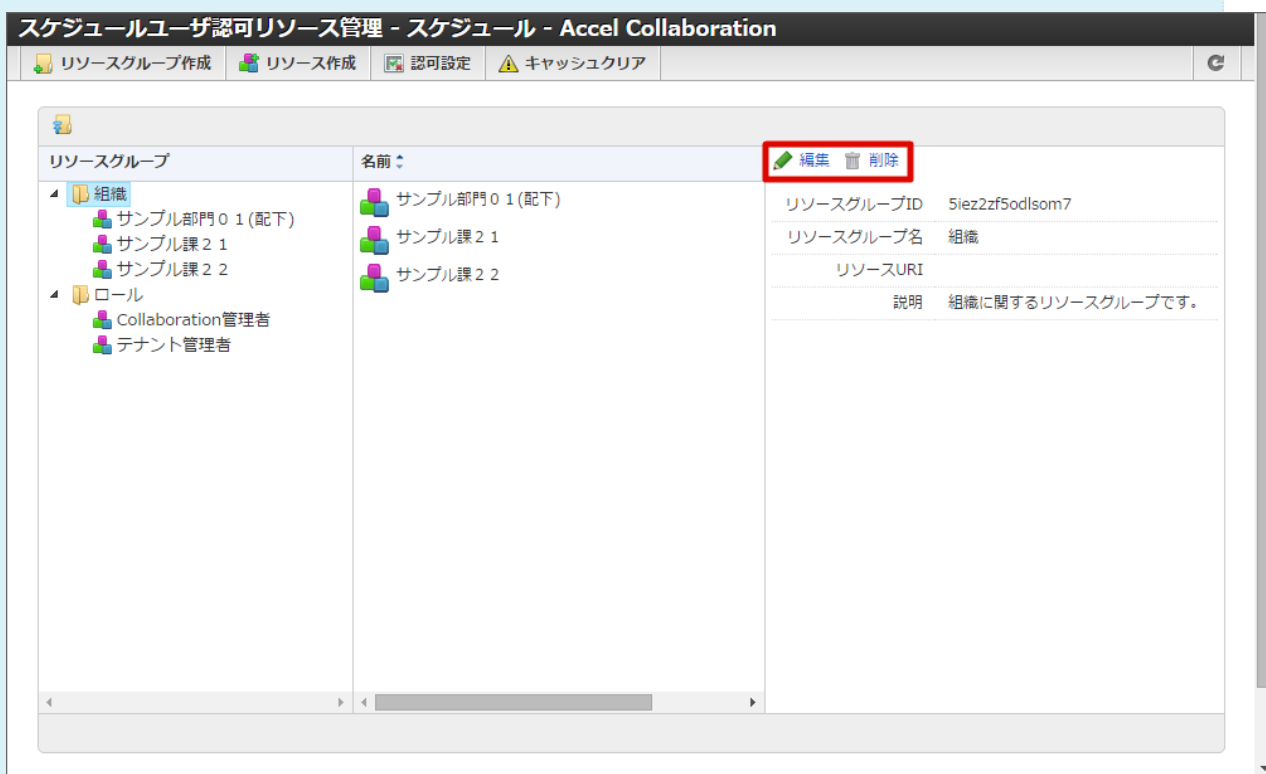 スケジュールユーザ認可リソース管理 - スケジュール - Accel Collaboration
リソースグループ作成 リソース作成 認可設定 キャッシュクリア
リソースグループ
組織
サンプル部門０１(配下)
サンプル課２１
サンプル課２２
ロール
Collaboration管理者
テナント管理者
名前
サンプル部門０１(配下)
サンプル課２１
サンプル課２２
編集 削除
リソースグループID 5iez2zf5odlsom7
リソースグループ名 組織
リソースURI
説明 組織に関するリソースグループです。